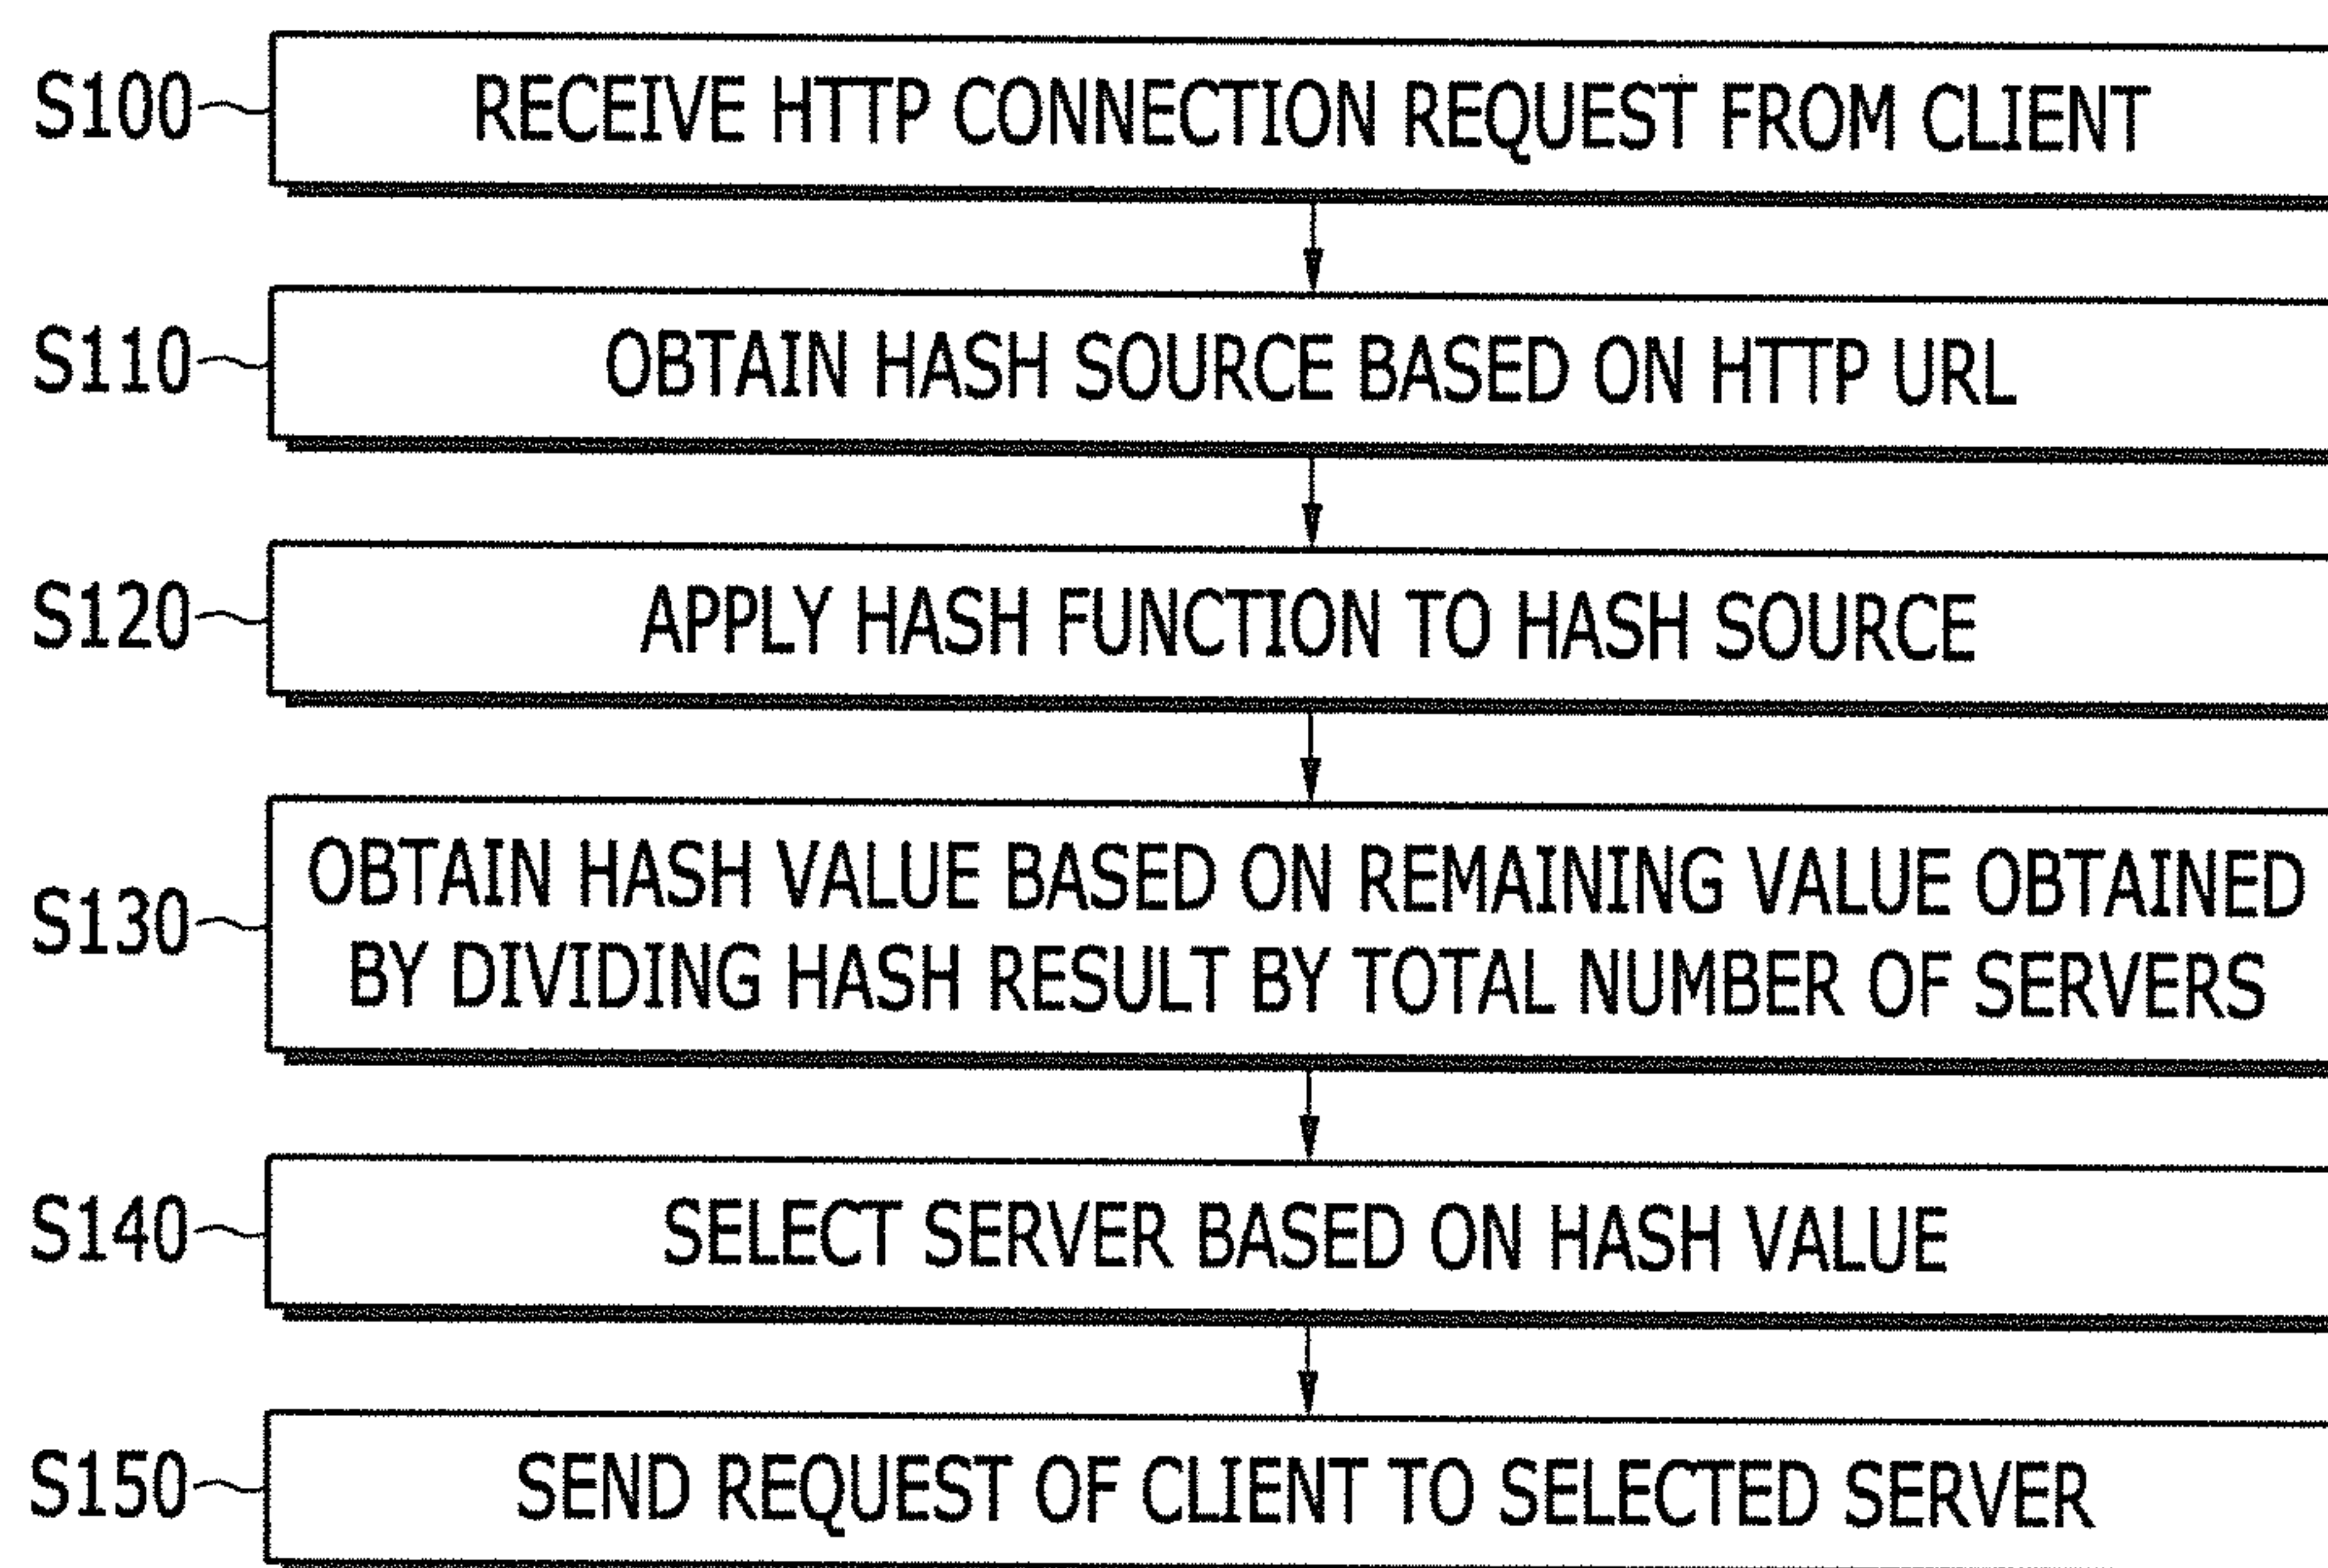 S100 RECEIVE HTTP CONNECTION REQUEST FROM CLIENT
S110 OBTAIN HASH SOURCE BASED ON HTTP URL
S120 APPLY HASH FUNCTION TO HASH SOURCE
S130 OBTAIN HASH VALUE BASED ON REMAINING VALUE OBTAINED
BY DIVIDING HASH RESULT BY TOTAL NUMBER OF SERVERS
S140 SELECT SERVER BASED ON HASH VALUE
S150 SEND REQUEST OF CLIENT TO SELECTED SERVER